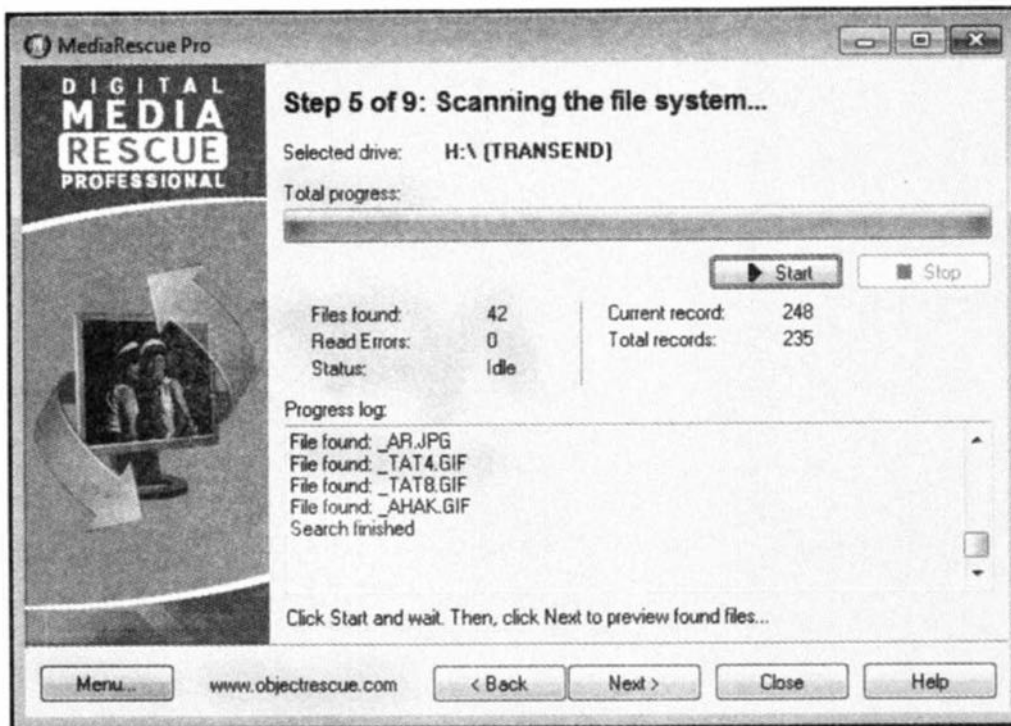 MediaRescue Pro
DIGITAL
MEDIA
RESCUE
PROFESSIONAL
Step 5 of 9: Scanning the file system...
Selected drive: H:\ (TRANSEND)
Total progress:
Start Stop
Files found: 42 Current record: 248
Read Errors: 0 Total records: 235
Status: Idle
Progress log:
File found: _AR.JPG
File found: _TAT4.GIF
File found: _TAT8.GIF
File found: _AHAK.GIF
Search finished
Click Start and wait. Then, click Next to preview found files...
Menu... www.objectrescue.com < Back Next > Close Help